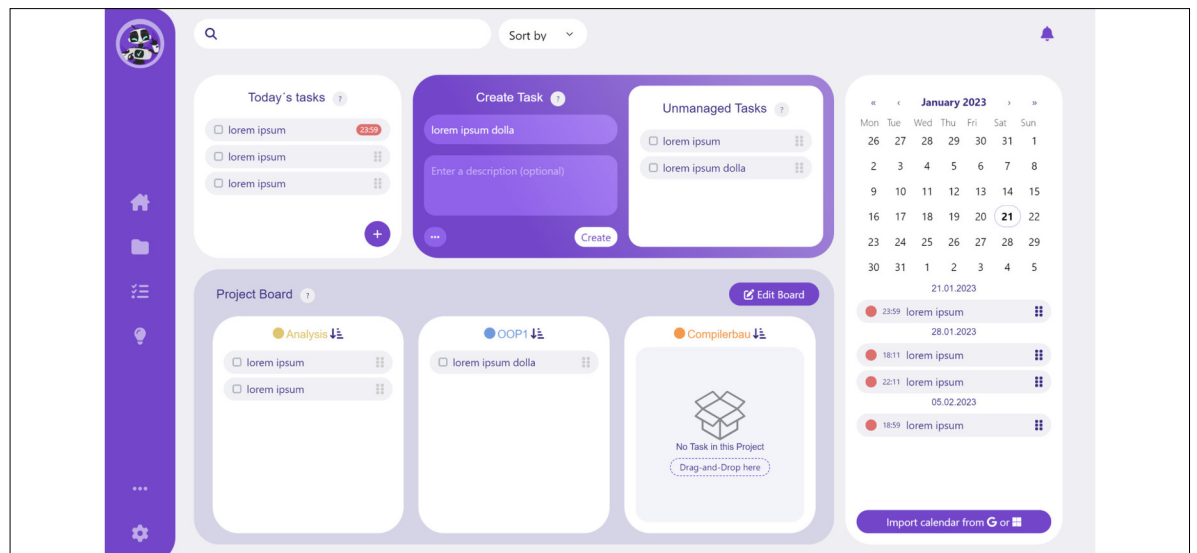 Sort by
Today´s tasks ?
lorem ipsum 23:59
lorem ipsum
lorem ipsum
+
Create Task ?
lorem ipsum dolla
Enter a description (optional)
Create
Unmanaged Tasks ?
lorem ipsum
lorem ipsum dolla
Project Board ?
Edit Board
Analysis
lorem ipsum
lorem ipsum
OOP1
lorem ipsum dolla
Compilerbau
No Task in this Project
Drag-and-Drop here
« ‹ January 2023 › »
Mon Tue Wed Thu Fri Sat Sun
26 27 28 29 30 31 1
2 3 4 5 6 7 8
9 10 11 12 13 14 15
16 17 18 19 20 21 22
23 24 25 26 27 28 29
30 31 1 2 3 4 5
21.01.2023
23:59 lorem ipsum
28.01.2023
18:11 lorem ipsum
22:11 lorem ipsum
05.02.2023
18:59 lorem ipsum
Import calendar from G or